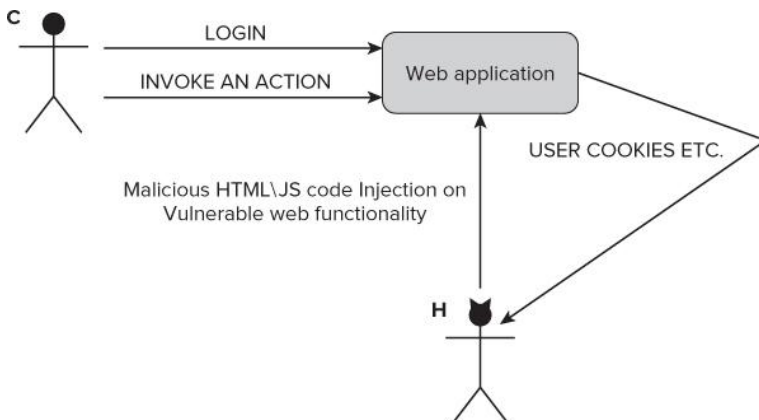 C
LOGIN
INVOKE AN ACTION
Web application
USER COOKIES ETC.
Malicious HTML\JS code Injection on
Vulnerable web functionality
H